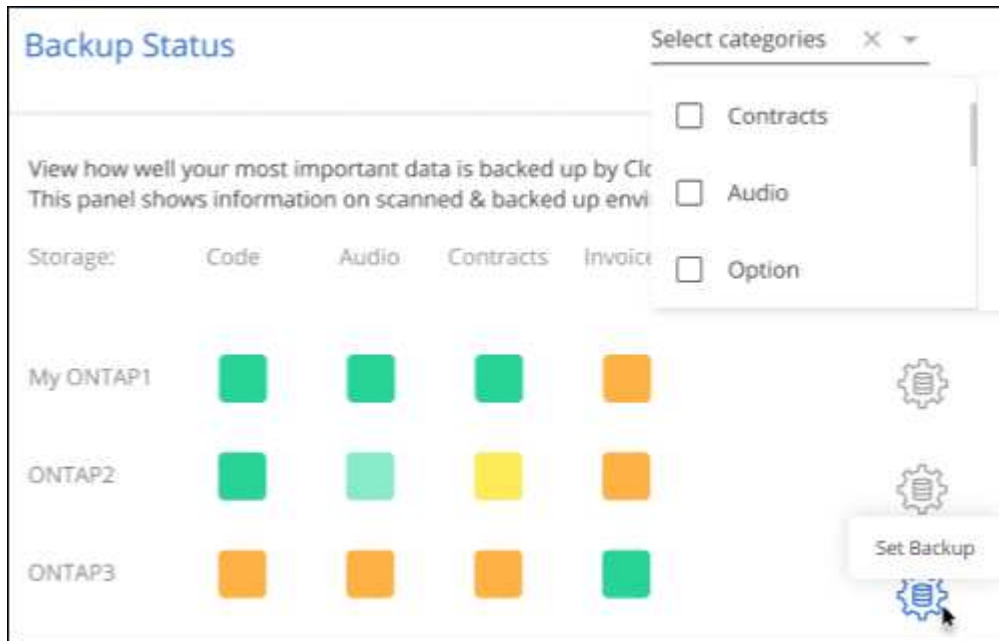 Backup Status
Select categories
Contracts
View how well your most important data is backed up by Clo
Audio
This panel shows information on scanned & backed up envi
Storage: Code Audio Contracts Invoice
Option
My ONTAP1
ONTAP2
Set Backup
ONTAP3